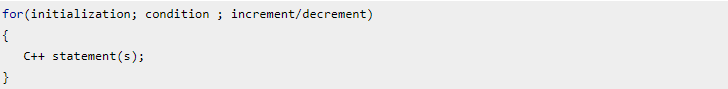 for(initialization; condition ; increment/decrement)
{
   C++ statement(s);
}